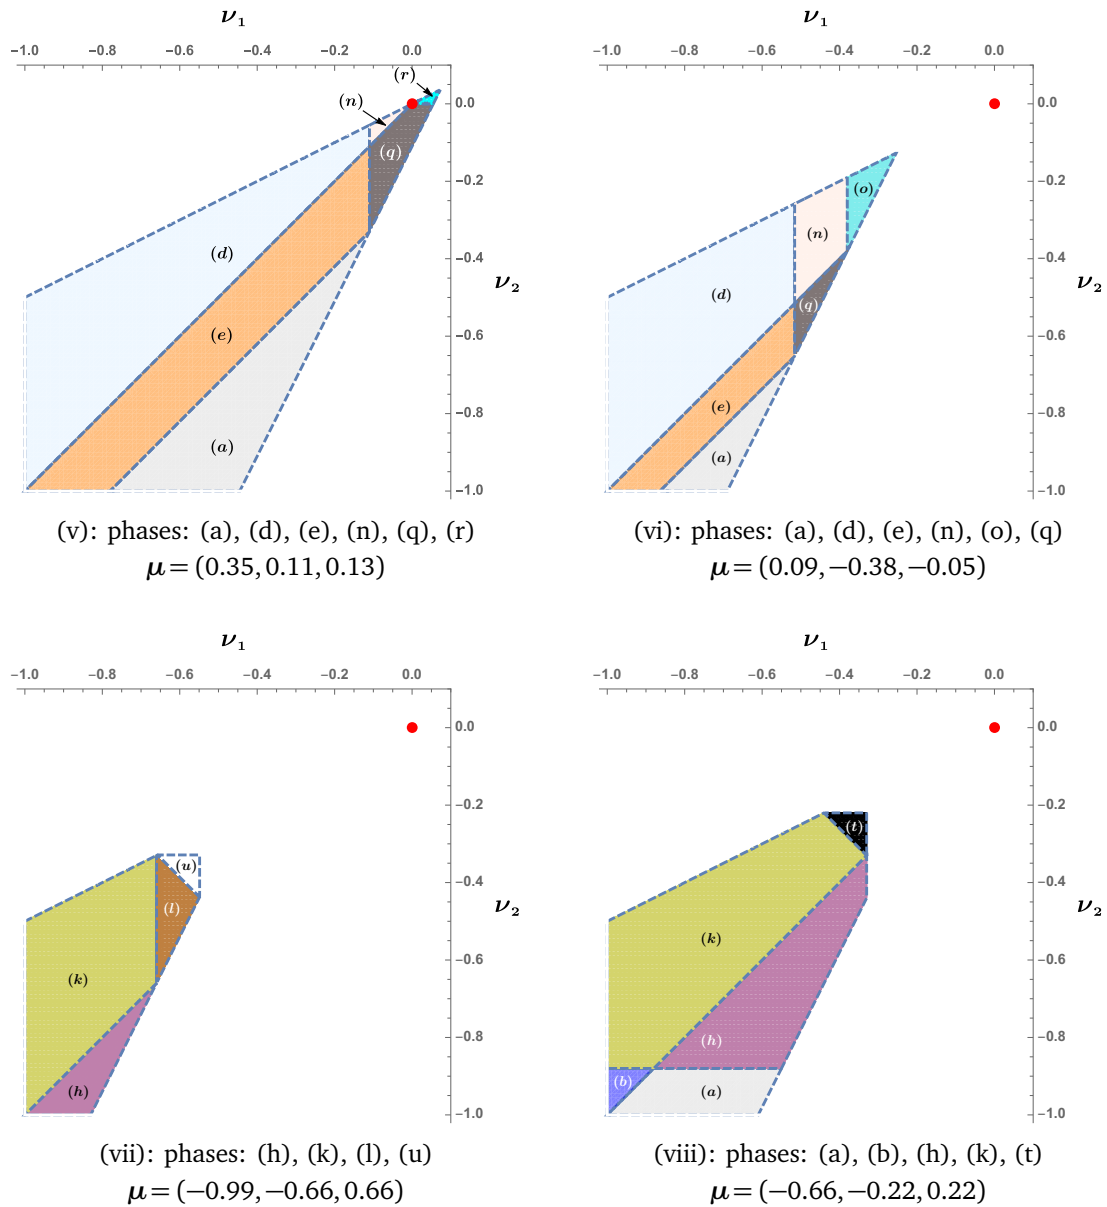 ν₁ ν₁
−1.0 −0.8 −0.6 −0.4 −0.2 0.0 −1.0 −0.8 −0.6 −0.4 −0.2 0.0
(r)
0.0 0.0
(n)
(q)
−0.2 −0.2
(o)
(n)
(d)
−0.4 −0.4
ν₂ ν₂
(d)
(q)
(e)
−0.6 −0.6
(e)
−0.8 −0.8
(a)
(a)
−1.0 −1.0
(v): phases: (a), (d), (e), (n), (q), (r) (vi): phases: (a), (d), (e), (n), (o), (q)
μ = (0.35, 0.11, 0.13) μ = (0.09, −0.38, −0.05)
ν₁ ν₁
−1.0 −0.8 −0.6 −0.4 −0.2 0.0 −1.0 −0.8 −0.6 −0.4 −0.2 0.0
0.0 0.0
−0.2 −0.2
(t)
(u)
−0.4 −0.4
(l)
ν₂ ν₂
(k)
−0.6 −0.6
(k)
−0.8 −0.8
(h)
(b)
(h) (a)
−1.0 −1.0
(vii): phases: (h), (k), (l), (u) (viii): phases: (a), (b), (h), (k), (t)
μ = (−0.99, −0.66, 0.66) μ = (−0.66, −0.22, 0.22)